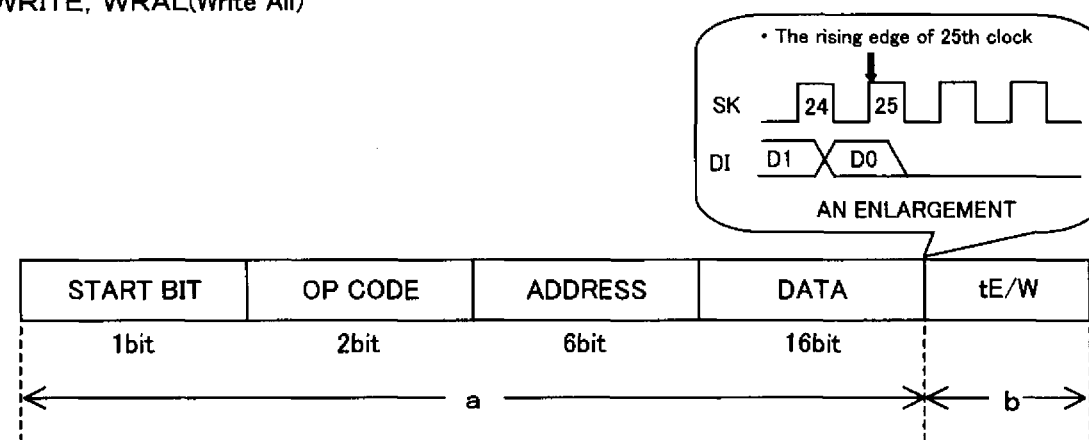 WRITE, WRAL(Write All)
• The rising edge of 25th clock
SK 24 25
DI D1 D0
AN ENLARGEMENT
START BIT OP CODE ADDRESS DATA tE/W
1bit 2bit 6bit 16bit
a b